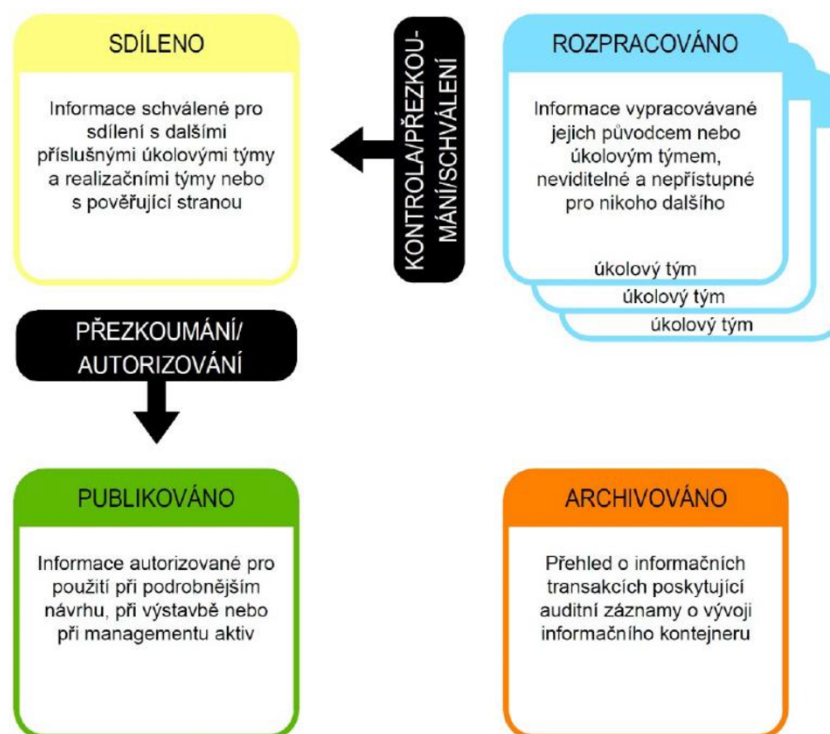 SDÍLENO
Informace schválené pro
sdílení s dalšími
příslušnými úkolovými týmy
a realizačními týmy nebo
s pověřující stranou
KONTROLA/PŘEZKOU-
MÁNÍ/SCHVÁLENÍ
ROZPRACOVÁNO
Informace vypracovávané
jejich původcem nebo
úkolovým týmem,
neviditelné a nepřístupné
pro nikoho dalšího
úkolový tým
úkolový tým
úkolový tým
PŘEZKOUMÁNÍ/
AUTORIZOVÁNÍ
PUBLIKOVÁNO
Informace autorizované pro
použití při podrobnějším
návrhu, při výstavbě nebo
při managementu aktiv
ARCHIVOVÁNO
Přehled o informačních
transakcích poskytující
auditní záznamy o vývoji
informačního kontejneru